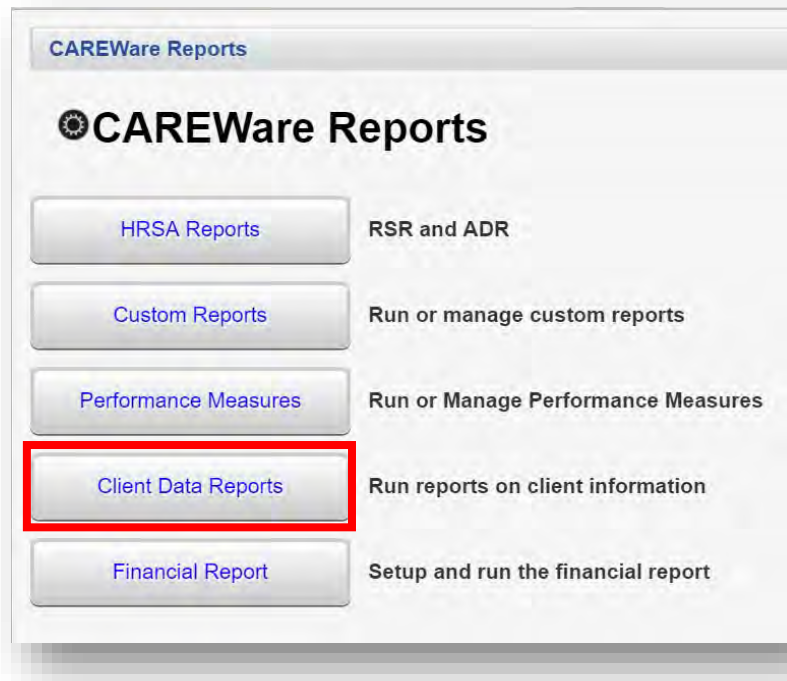 CAREWare Reports
CAREWare Reports
HRSA Reports RSR and ADR
Custom Reports Run or manage custom reports
Performance Measures Run or Manage Performance Measures
Client Data Reports Run reports on client information
Financial Report Setup and run the financial report